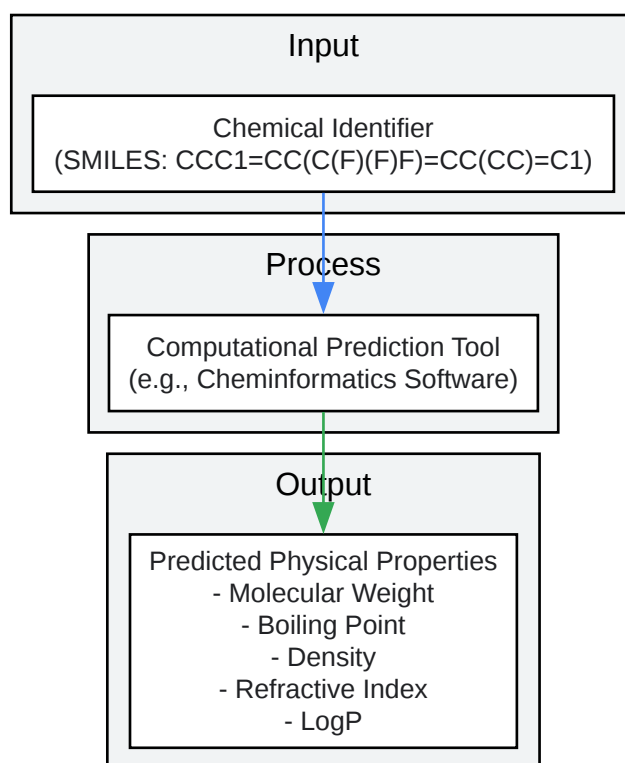 Input
Chemical Identifier
(SMILES: CCC1=CC(C(F)(F)F)=CC(CC)=C1)
Process
Computational Prediction Tool
(e.g., Cheminformatics Software)
Output
Predicted Physical Properties
- Molecular Weight
- Boiling Point
- Density
- Refractive Index
- LogP